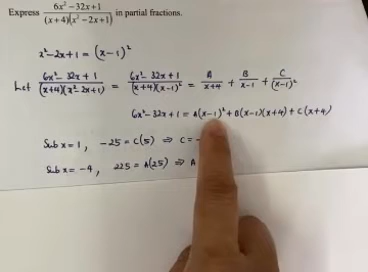 Express (6x² − 32x + 1)/((x+4)(x² − 2x + 1)) in partial fractions.
x² − 2x + 1 = (x−1)²
Let (6x² − 32x + 1)/((x+4)(x² − 2x + 1)) = (6x² − 32x + 1)/((x+4)(x−1)²) = A/(x+4) + B/(x−1) + C/(x−1)²
6x² − 32x + 1 = A(x−1)² + B(x−1)(x+4) + C(x+4)
Sub x = 1, −25 = C(5) ⇒ C = −
Sub x = −4, 225 = A(25) ⇒ A